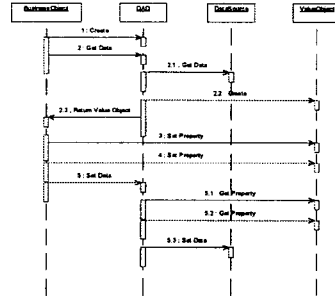 BusinessObject
DAO
DataSource
ValueObject
1 : Create
2 : Get Data
2.1 : Get Data
2.2 : Create
2.3 : Return Value Object
3 : Set Property
4 : Set Property
5 : Set Data
5.1 : Get Property
5.2 : Get Property
5.3 : Set Data